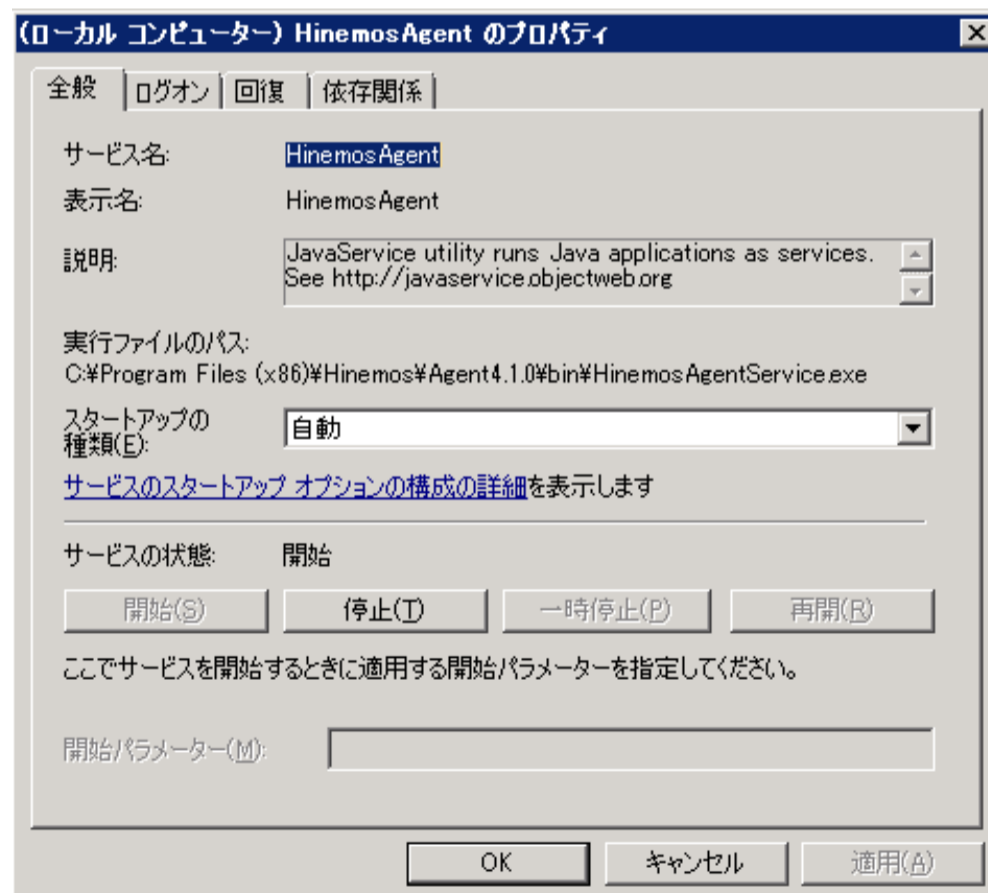 (ローカル コンピューター) HinemosAgent のプロパティ
全般 ログオン 回復 依存関係
サービス名: HinemosAgent
表示名: HinemosAgent
説明: JavaService utility runs Java applications as services.
See http://javaservice.objectweb.org
実行ファイルのパス:
C:¥Program Files (x86)¥Hinemos¥Agent4.1.0¥bin¥HinemosAgentService.exe
スタートアップの
種類(E): 自動
サービスのスタートアップ オプションの構成の詳細を表示します
サービスの状態: 開始
開始(S) 停止(T) 一時停止(P) 再開(R)
ここでサービスを開始するときに適用する開始パラメーターを指定してください。
開始パラメーター(M):
OK キャンセル 適用(A)